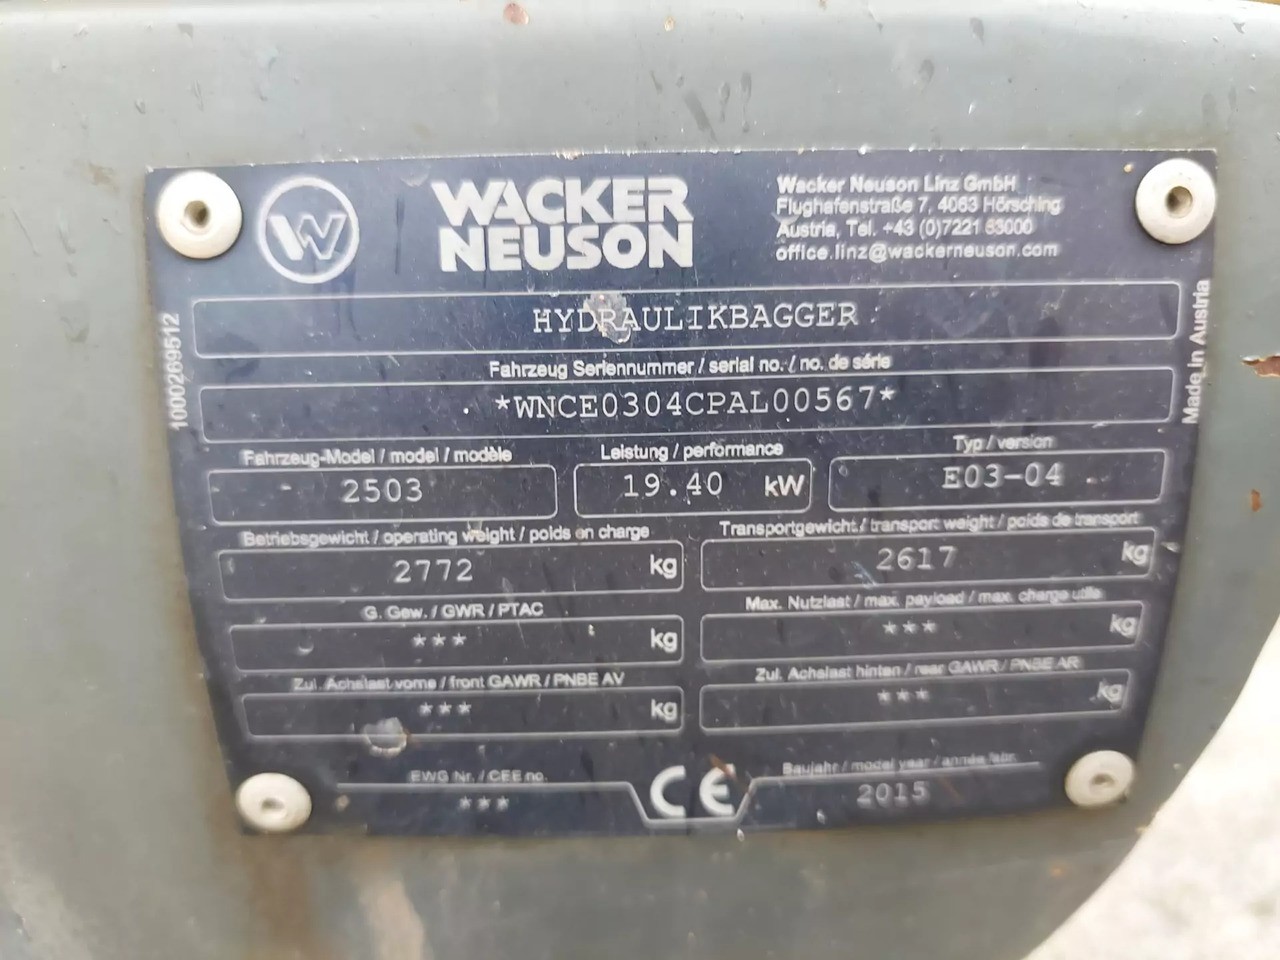 W
WACKER
NEUSON
Wacker Neuson Linz GmbH
Flughafenstraße 7, 4063 Hörsching
Austria, Tel. +43 (0)7221 63000
office.linz@wackerneuson.com
HYDRAULIKBAGGER
1000269512
Made in Austria
Fahrzeug Seriennummer / serial no. / no. de série
*WNCE0304CPAL00567*
Fahrzeug-Model / model / modèle
2503
Leistung / performance
19.40 kW
Typ / version
E03-04
Betriebsgewicht / operating weight / poids en charge
2772 kg
Transportgewicht / transport weight / poids de transport
2617 kg
G. Gew. / GWR / PTAC
*** kg
Max. Nutzlast / max. payload / max. charge utile
*** kg
Zul. Achslast vorne / front GAWR / PNBE AV
*** kg
Zul. Achslast hinten / rear GAWR / PNBE AR
*** kg
EWG Nr. / CEE no.
***
CE
Baujahr / model year / année fabr.
2015